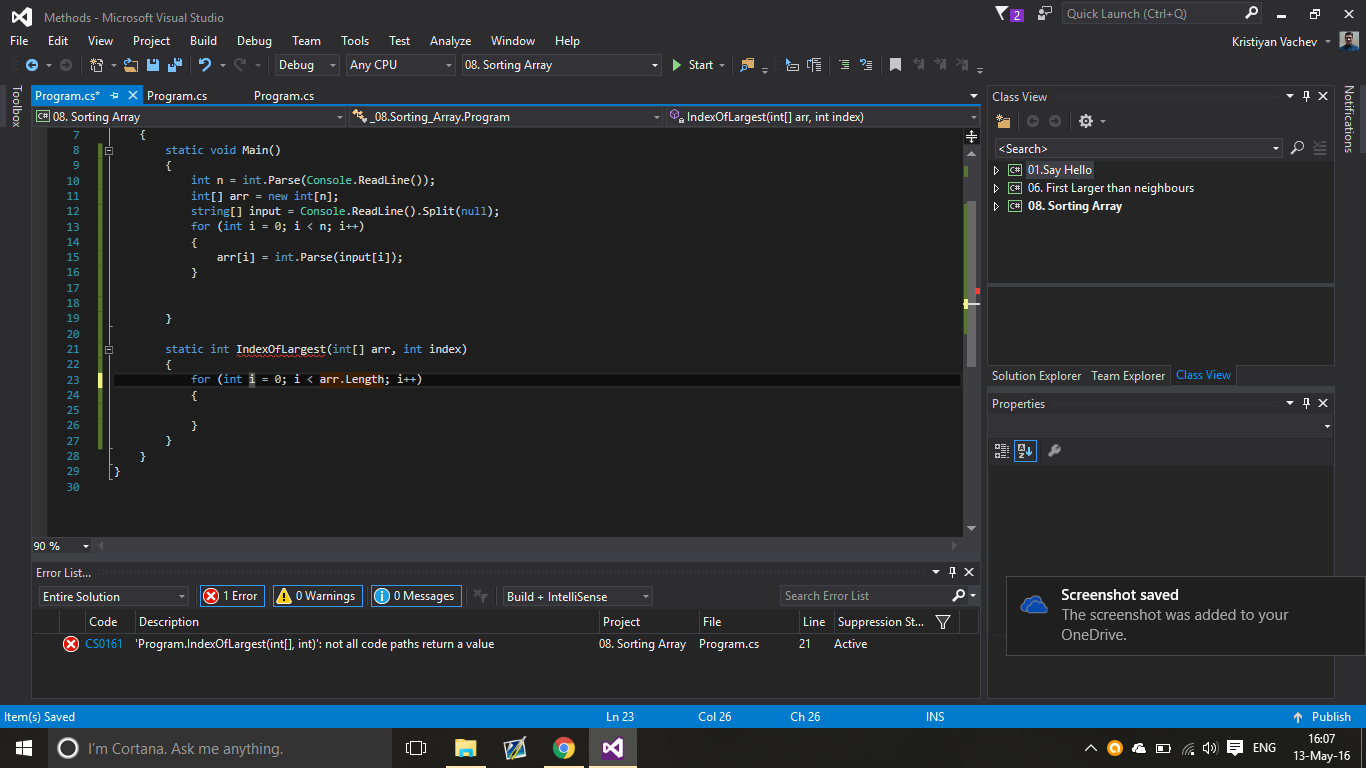 Methods - Microsoft Visual Studio
2
Quick Launch (Ctrl+Q)
File Edit View Project Build Debug Team Tools Test Analyze Window Help
Kristiyan Vachev
Debug Any CPU 08. Sorting Array Start
Toolbox
Program.cs* Program.cs Program.cs
08. Sorting Array _08.Sorting_Array.Program IndexOfLargest(int[] arr, int index)
7 {
8 static void Main()
9 {
10 int n = int.Parse(Console.ReadLine());
11 int[] arr = new int[n];
12 string[] input = Console.ReadLine().Split(null);
13 for (int i = 0; i < n; i++)
14 {
15 arr[i] = int.Parse(input[i]);
16 }
17
18
19 }
20
21 static int IndexOfLargest(int[] arr, int index)
22 {
23 for (int i = 0; i < arr.Length; i++)
24 {
25
26 }
27 }
28 }
29 }
30
90 %
Class View
<Search>
01.Say Hello
06. First Larger than neighbours
08. Sorting Array
Solution Explorer Team Explorer Class View
Properties
Notifications
Error List...
Entire Solution 1 Error 0 Warnings 0 Messages Build + IntelliSense Search Error List
Code Description Project File Line Suppression St...
CS0161 'Program.IndexOfLargest(int[], int)': not all code paths return a value 08. Sorting Array Program.cs 21 Active
Screenshot saved
The screenshot was added to your
OneDrive.
Item(s) Saved Ln 23 Col 26 Ch 26 INS Publish
I'm Cortana. Ask me anything.
ENG
16:07
13-May-16